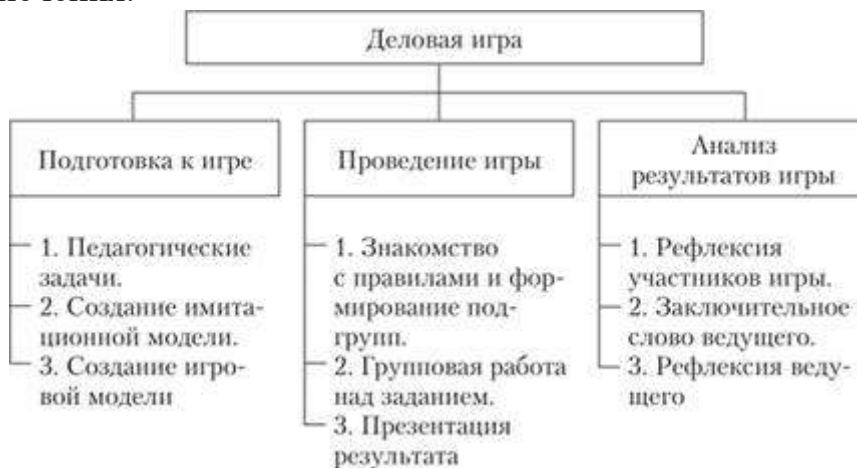 Деловая игра
Подготовка к игре
1. Педагогические
задачи.
2. Создание имита-
ционной модели.
3. Создание игро-
вой модели
Проведение игры
1. Знакомство
с правилами и фор-
мирование под-
групп.
2. Групповая работа
над заданием.
3. Презентация
результата
Анализ
результатов игры
1. Рефлексия
участников игры.
2. Заключительное
слово ведущего.
3. Рефлексия веду-
щего